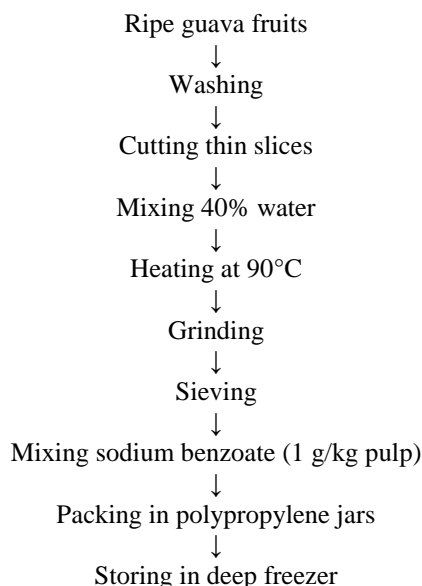 Ripe guava fruits
↓
Washing
↓
Cutting thin slices
↓
Mixing 40% water
↓
Heating at 90°C
↓
Grinding
↓
Sieving
↓
Mixing sodium benzoate (1 g/kg pulp)
↓
Packing in polypropylene jars
↓
Storing in deep freezer